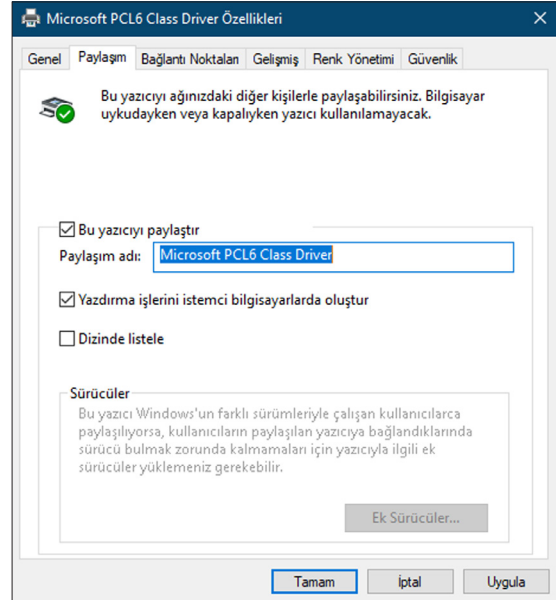 Microsoft PCL6 Class Driver Özellikleri
Genel Paylaşım Bağlantı Noktaları Gelişmiş Renk Yönetimi Güvenlik
Bu yazıcıyı ağınızdaki diğer kişilerle paylaşabilirsiniz. Bilgisayar
uykudayken veya kapalıyken yazıcı kullanılamayacak.
Bu yazıcıyı paylaştır
Paylaşım adı: Microsoft PCL6 Class Driver
Yazdırma işlerini istemci bilgisayarlarda oluştur
Dizinde listele
Sürücüler
Bu yazıcı Windows'un farklı sürümleriyle çalışan kullanıcılarca
paylaşılıyorsa, kullanıcıların paylaşılan yazıcıya bağlandıklarında
sürücü bulmak zorunda kalmamaları için yazıcıyla ilgili ek
sürücüler yüklemeniz gerekebilir.
Ek Sürücüler...
Tamam İptal Uygula